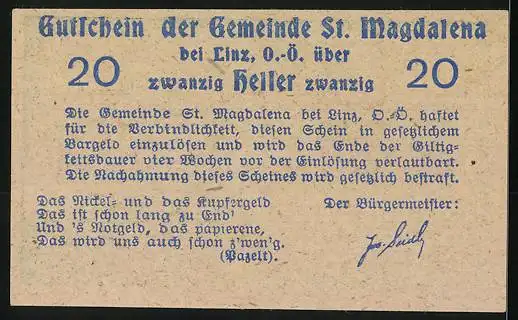 Gutschein der Gemeinde St. Magdalena
bei Linz, O.-Ö. über
20 zwanzig Heller zwanzig 20
Die Gemeinde St. Magdalena bei Linz, O.-Ö. haftet
für die Verbindlichkeit, diesen Schein in gesetzlichem
Bargeld einzulösen und wird das Ende der Giltig-
keitsdauer vier Wochen vor der Einlösung verlautbart.
Die Nachahmung dieses Scheines wird gesetzlich bestraft.
Das Nickel- und das Kupfergeld
Das ist schon lang zu End'
Und 's Notgeld, das papierene,
Das wird uns auch schon z'wen'g.
(Pazelt).
Der Bürgermeister: